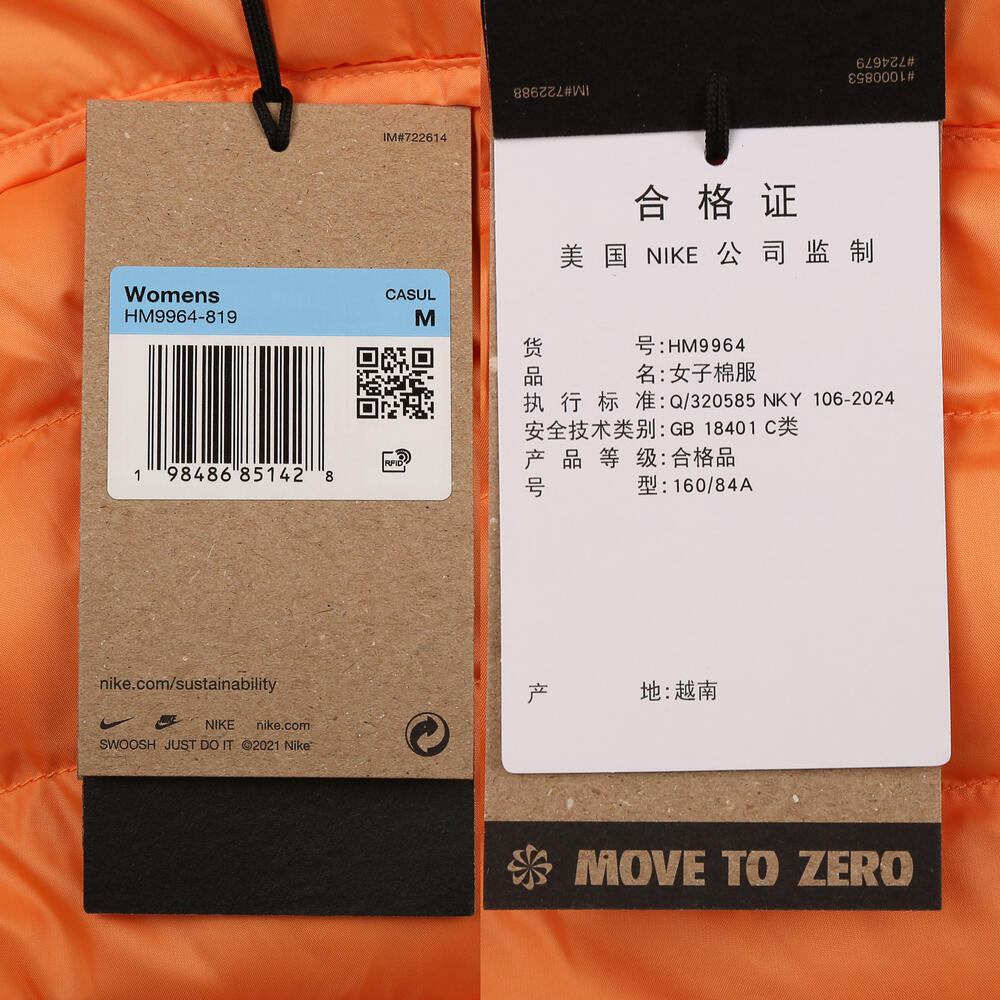 IM#722614
Womens CASUL
HM9964-819 M
RFID
1 98486 85142 8
nike.com/sustainability
NIKE nike.com
SWOOSH JUST DO IT ©2021 Nike
#724679
#1000853
IM#722988
合格证
美国 NIKE 公司监制
货号:HM9964
品名:女子棉服
执行标准:Q/320585 NKY 106-2024
安全技术类别:GB 18401 C类
产品等级:合格品
号型:160/84A
产地:越南
MOVE TO ZERO